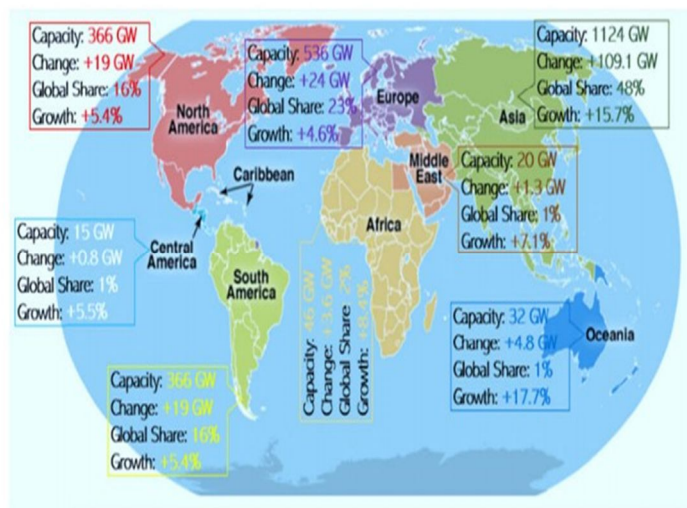 Capacity: 366 GW
Change: +19 GW
Global Share: 16%
Growth: +5.4%
North
America
Capacity: 536 GW
Change: +24 GW
Global Share: 23%
Growth: +4.6%
Europe
Capacity: 1124 GW
Change: +109.1 GW
Global Share: 48%
Growth: +15.7%
Asia
Middle
East
Capacity: 20 GW
Change: +1.3 GW
Global Share: 1%
Growth: +7.1%
Caribbean
Capacity: 15 GW
Change: +0.8 GW
Global Share: 1%
Growth: +5.5%
Central
America
South
America
Africa
Capacity: 46 GW
Change: +3.6 GW
Global Share 2%
Growth: +8.4%
Capacity: 32 GW
Change: +4.8 GW
Global Share: 1%
Growth: +17.7%
Oceania
Capacity: 366 GW
Change: +19 GW
Global Share: 16%
Growth: +5.4%